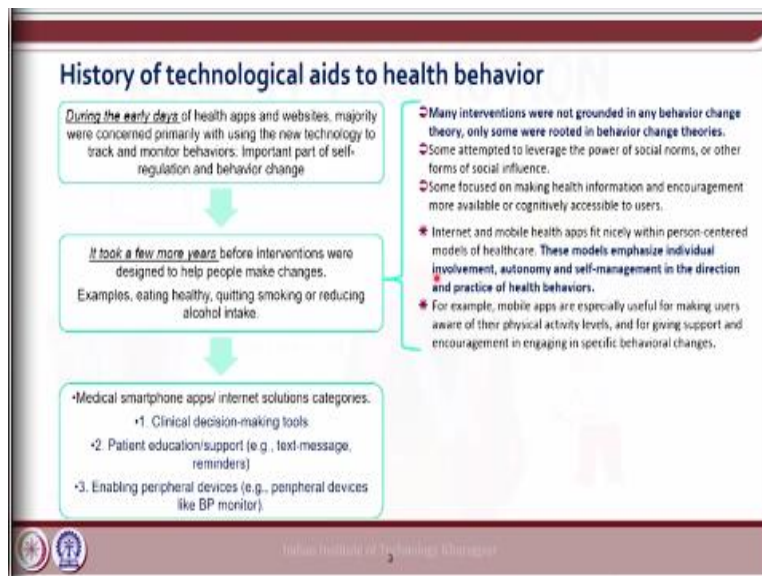 History of technological aids to health behavior
During the early days of health apps and websites, majority
were concerned primarily with using the new technology to
track and monitor behaviors. Important part of self-
regulation and behavior change
It took a few more years before interventions were
designed to help people make changes.
Examples, eating healthy, quitting smoking or reducing
alcohol intake.
•Medical smartphone apps/ internet solutions categories.
•1. Clinical decision-making tools
•2. Patient education/support (e.g., text-message,
reminders)
•3. Enabling peripheral devices (e.g., peripheral devices
like BP monitor).
Many interventions were not grounded in any behavior change
theory, only some were rooted in behavior change theories.
Some attempted to leverage the power of social norms, or other
forms of social influence.
Some focused on making health information and encouragement
more available or cognitively accessible to users.
Internet and mobile health apps fit nicely within person-centered
models of healthcare. These models emphasize individual
involvement, autonomy and self-management in the direction
and practice of health behaviors.
For example, mobile apps are especially useful for making users
aware of their physical activity levels, and for giving support and
encouragement in engaging in specific behavioral changes.
Indian Institute of Technology Kharagpur
3